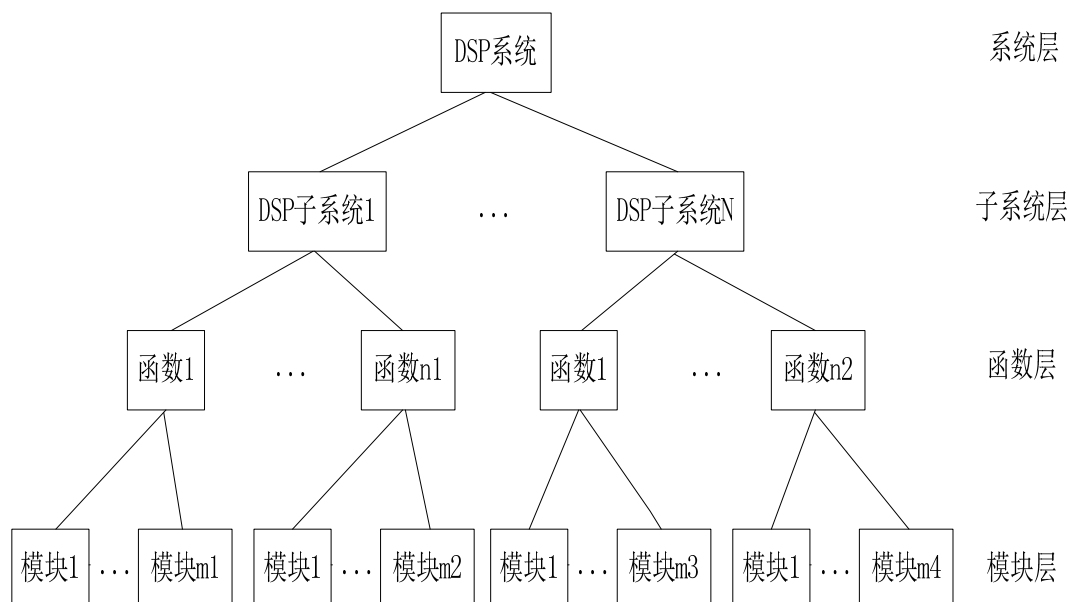 DSP系统 系统层
DSP子系统1 ... DSP子系统N 子系统层
函数1 ... 函数n1 函数1 ... 函数n2 函数层
模块1 ... 模块m1 模块1 ... 模块m2 模块1 ... 模块m3 模块1 ... 模块m4 模块层